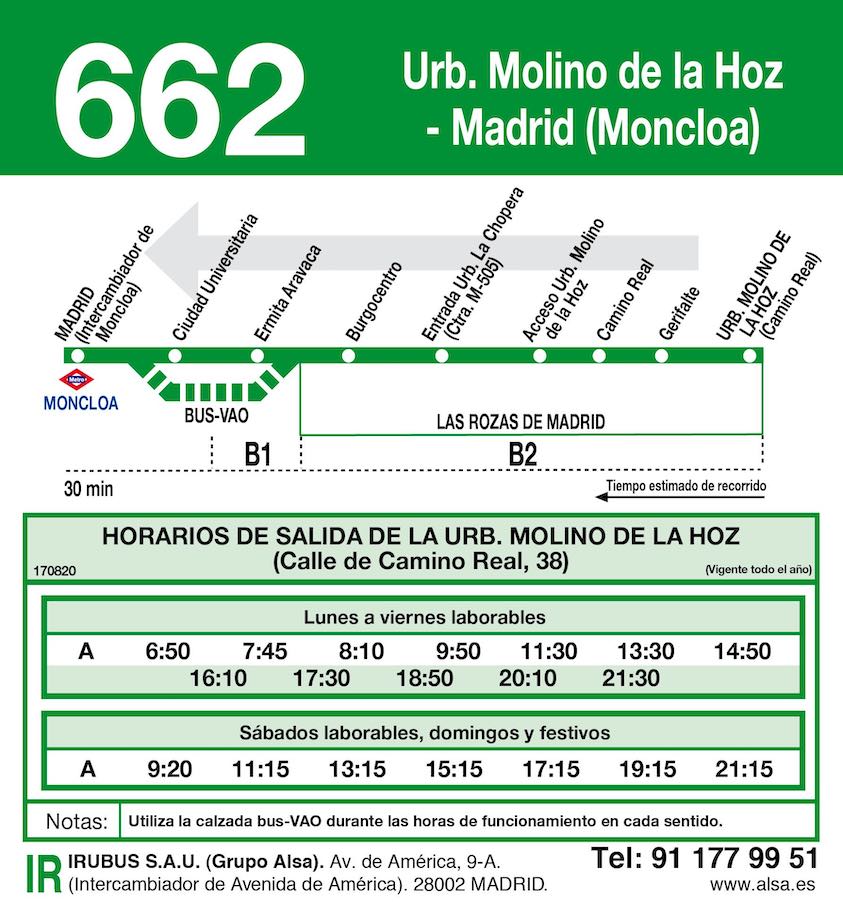 662
Urb. Molino de la Hoz
- Madrid (Moncloa)
MADRID
(Intercambiador de
Moncloa)
Ciudad Universitaria
Ermita Aravaca
Burgocentro
Entrada Urb. La Chopera
(Ctra. M-505)
Acceso Urb. Molino
de la Hoz
Camino Real
Gerifalte
URB. MOLINO DE
LA HOZ
(Camino Real)
Metro
MONCLOA
BUS-VAO
LAS ROZAS DE MADRID
B1
B2
30 min
Tiempo estimado de recorrido
HORARIOS DE SALIDA DE LA URB. MOLINO DE LA HOZ
(Calle de Camino Real, 38)
170820
(Vigente todo el año)
Lunes a viernes laborables
A 6:50 7:45 8:10 9:50 11:30 13:30 14:50
16:10 17:30 18:50 20:10 21:30
Sábados laborables, domingos y festivos
A 9:20 11:15 13:15 15:15 17:15 19:15 21:15
Notas: Utiliza la calzada bus-VAO durante las horas de funcionamiento en cada sentido.
IR
IRUBUS S.A.U. (Grupo Alsa). Av. de América, 9-A.
(Intercambiador de Avenida de América). 28002 MADRID.
Tel: 91 177 99 51
www.alsa.es